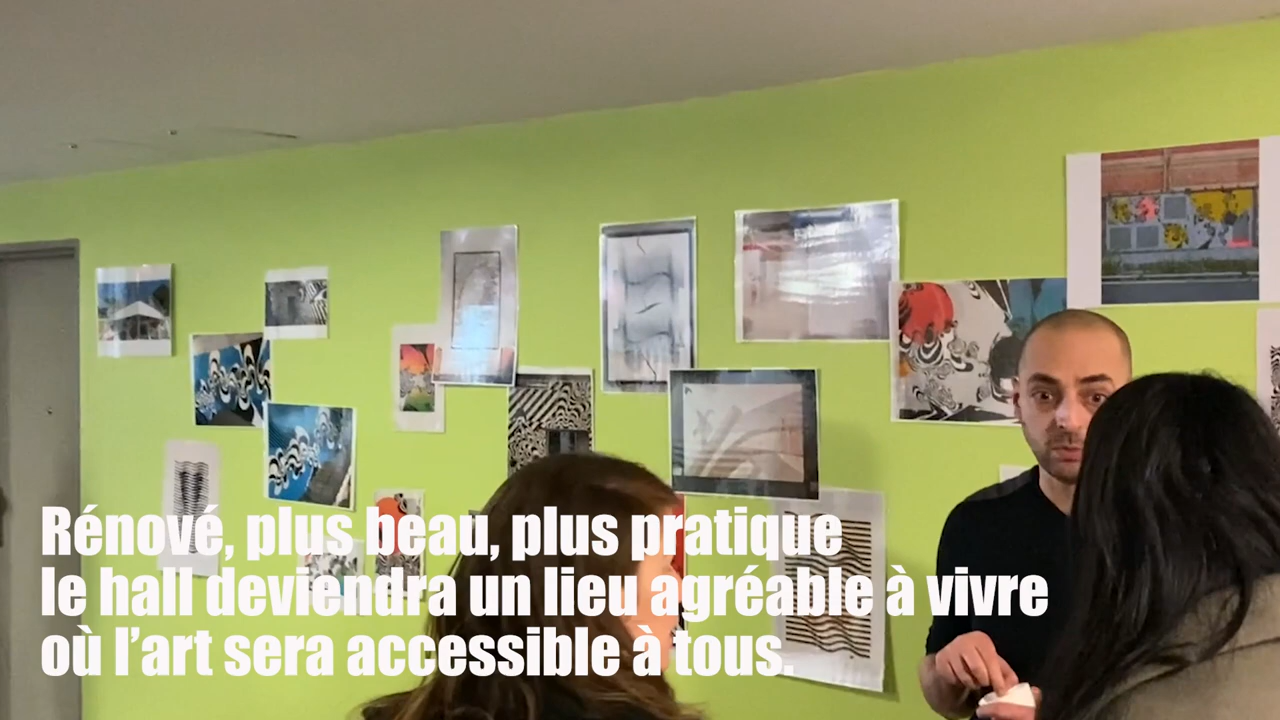 Rénové, plus beau, plus pratique
le hall deviendra un lieu agréable à vivre
où l’art sera accessible à tous.